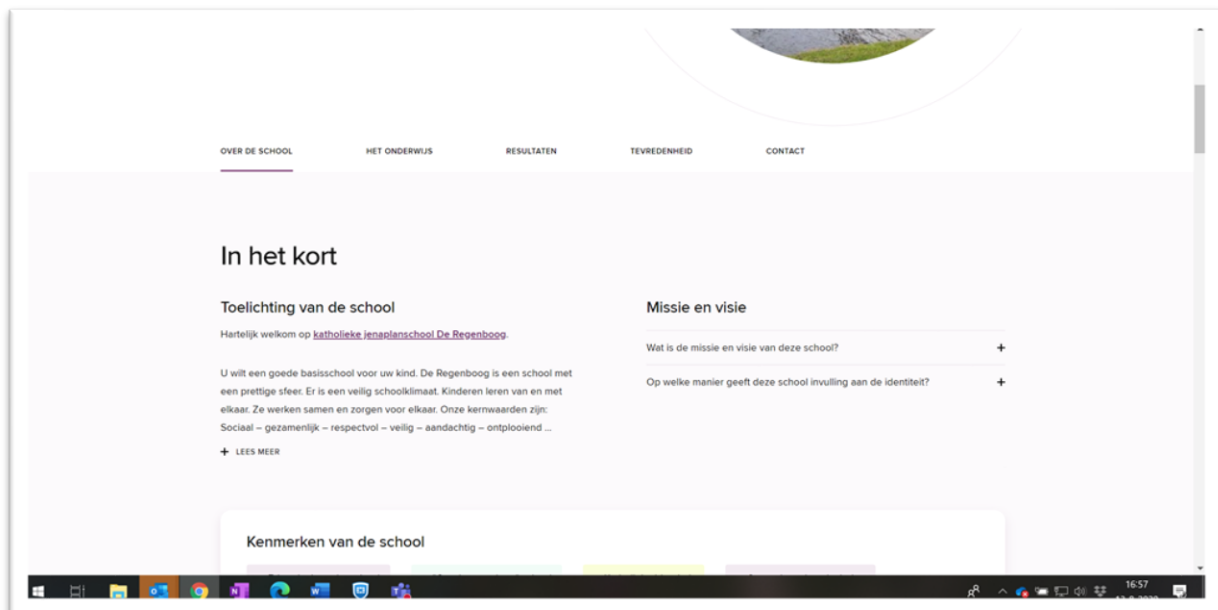 OVER DE SCHOOL HET ONDERWIJS RESULTATEN TEVREDENHEID CONTACT
In het kort
Toelichting van de school
Hartelijk welkom op katholieke jenaplanschool De Regenboog.
U wilt een goede basisschool voor uw kind. De Regenboog is een school met
een prettige sfeer. Er is een veilig schoolklimaat. Kinderen leren van en met
elkaar. Ze werken samen en zorgen voor elkaar. Onze kernwaarden zijn:
Sociaal – gezamenlijk – respectvol – veilig – aandachtig – ontplooiend ...
+ LEES MEER
Missie en visie
Wat is de missie en visie van deze school? +
Op welke manier geeft deze school invulling aan de identiteit? +
Kenmerken van de school
16:57